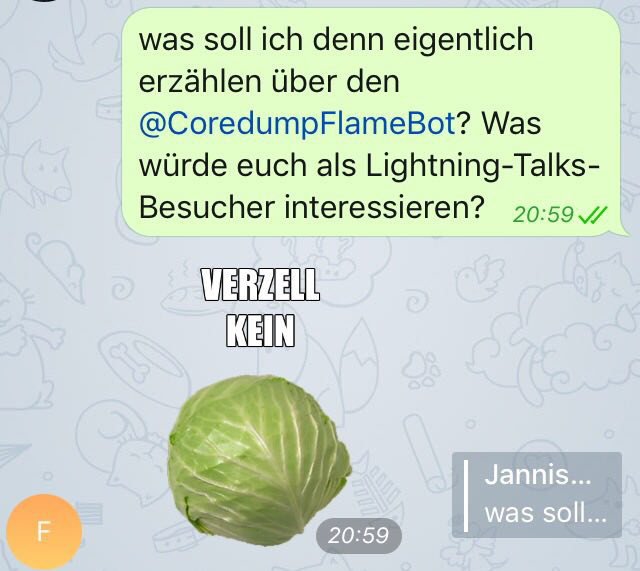 was soll ich denn eigentlich
erzählen über den
@CoredumpFlameBot? Was
würde euch als Lightning-Talks-
Besucher interessieren?
20:59
VERZELL
KEIN
Jannis...
was soll...
F
20:59